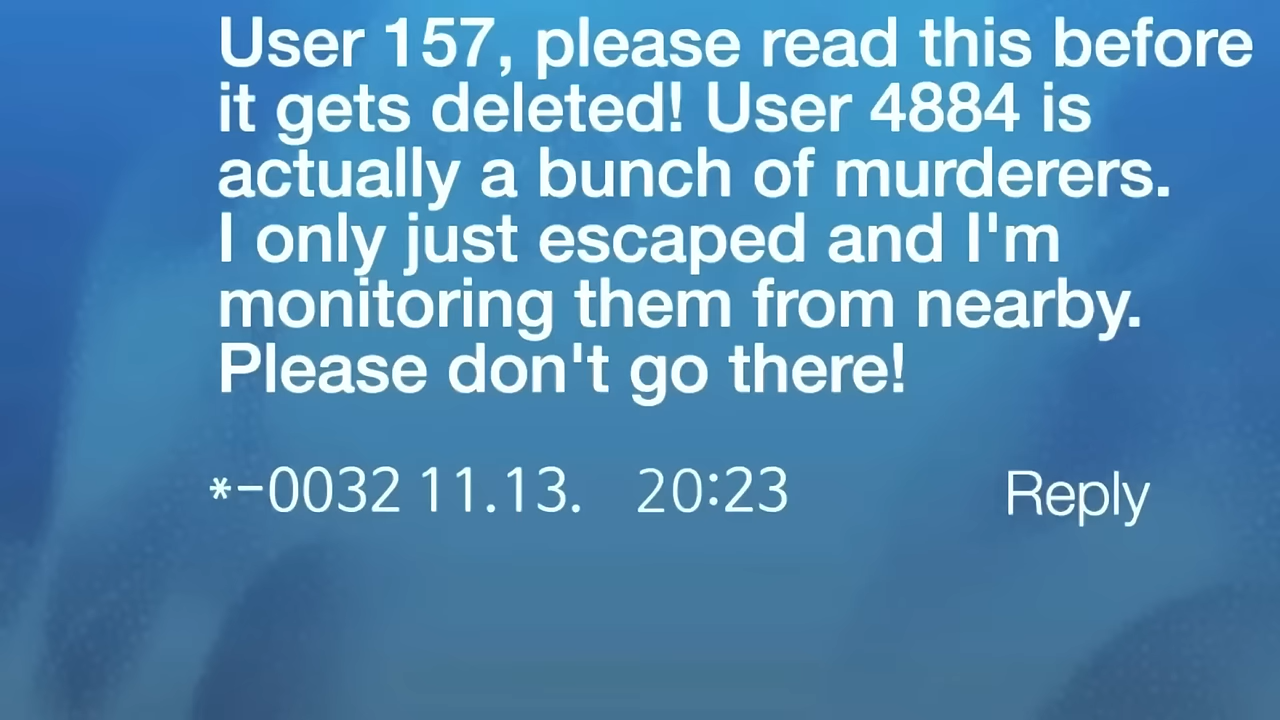 User 157, please read this before
it gets deleted! User 4884 is
actually a bunch of murderers.
I only just escaped and I'm
monitoring them from nearby.
Please don't go there!
*-0032 11.13. 20:23 Reply